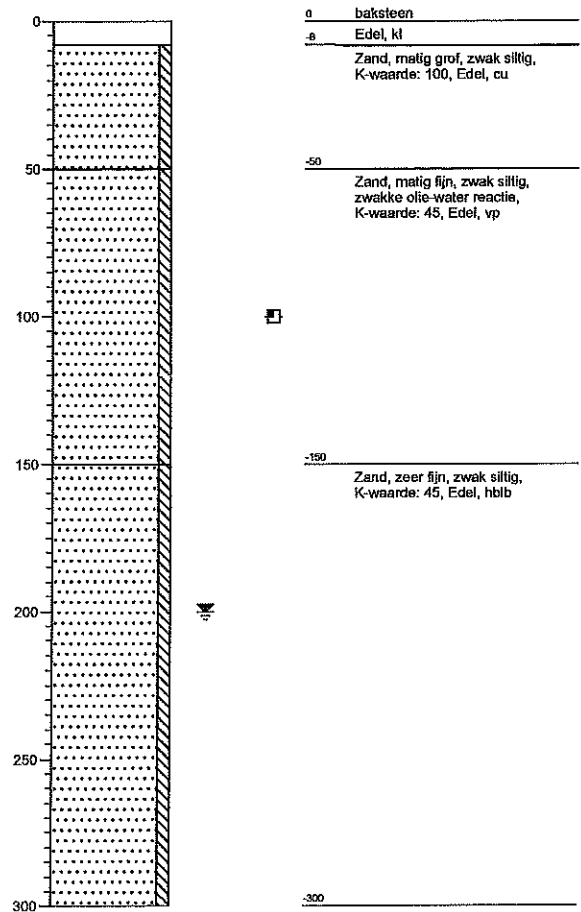 0
50
100
150
200
250
300
0 baksteen
-8 Edel, kl
Zand, matig grof, zwak siltig,
K-waarde: 100, Edel, cu
-50
Zand, matig fijn, zwak siltig,
zwakke olie-water reactie,
K-waarde: 45, Edel, vp
-150
Zand, zeer fijn, zwak siltig,
K-waarde: 45, Edel, hblb
-300